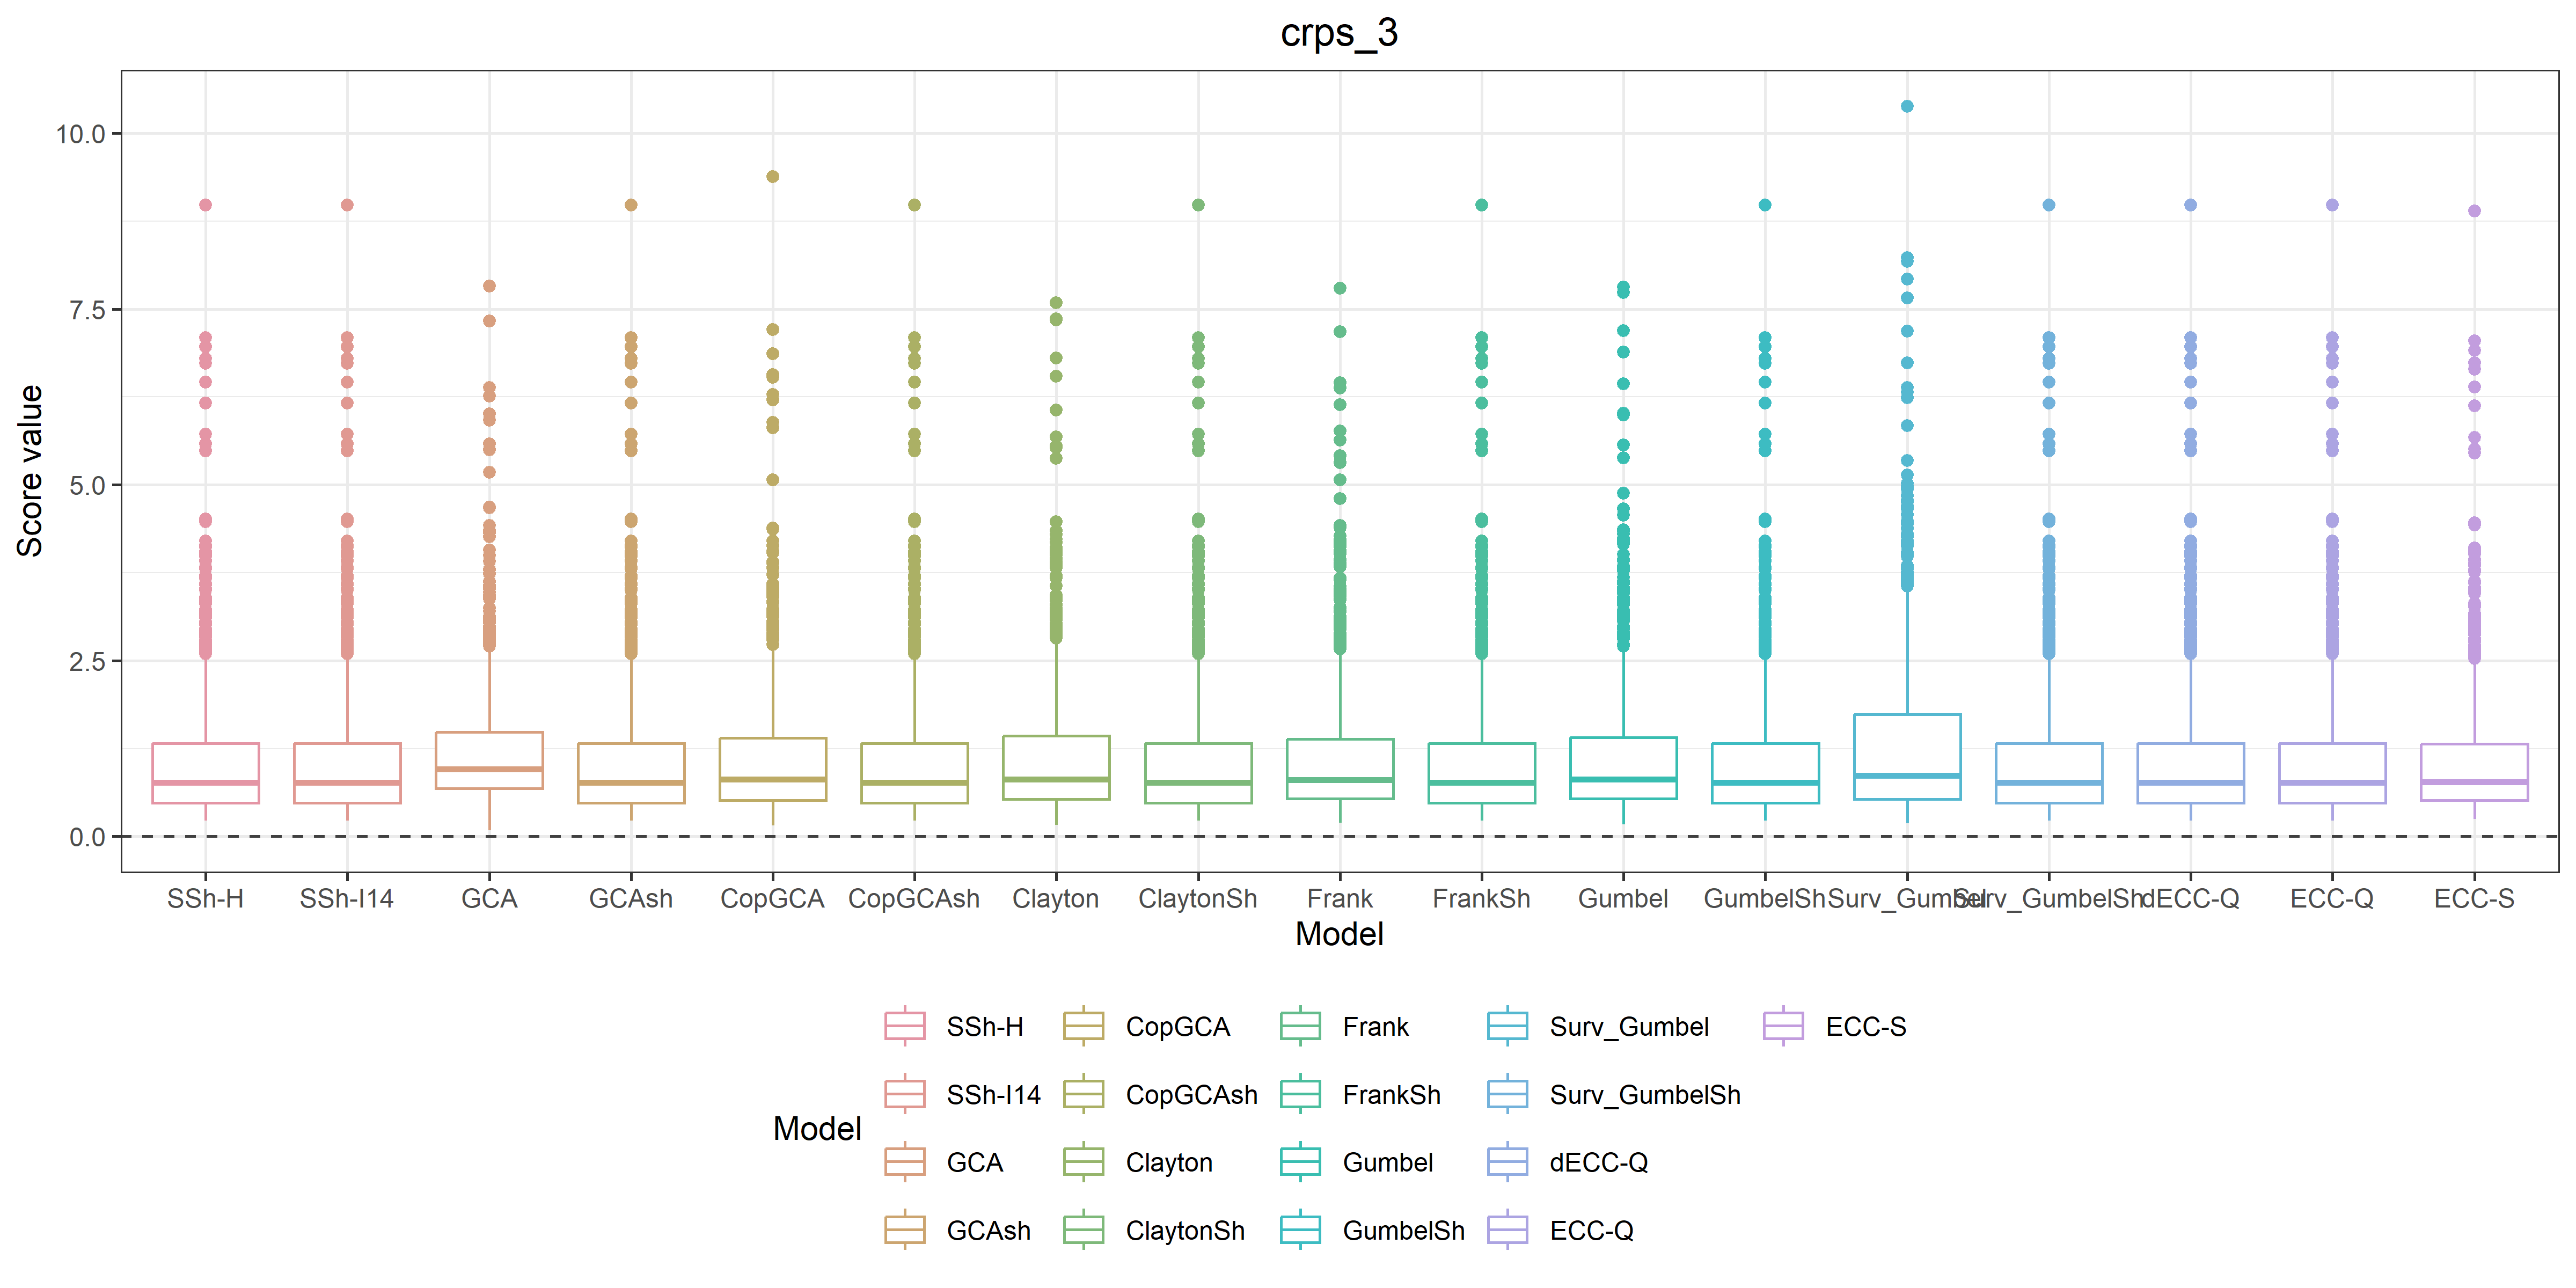 crps_3
Score value
10.0
7.5
5.0
2.5
0.0
SSh-H SSh-I14 GCA GCAsh CopGCA CopGCAsh Clayton ClaytonSh Frank FrankSh Gumbel GumbelSh Surv_Gumbel Surv_GumbelSh dECC-Q ECC-Q ECC-S
Model
Model
SSh-H CopGCA Frank Surv_Gumbel ECC-S
SSh-I14 CopGCAsh FrankSh Surv_GumbelSh
GCA Clayton Gumbel dECC-Q
GCAsh ClaytonSh GumbelSh ECC-Q